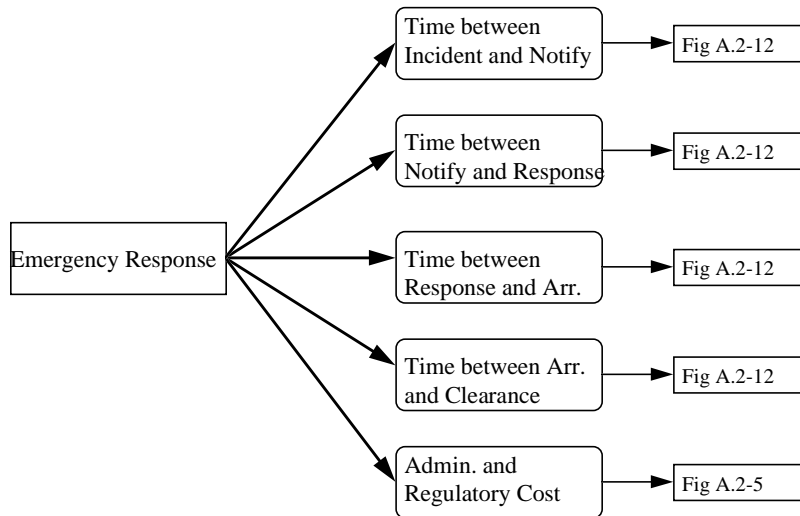 Time between
Incident and Notify
Fig A.2-12
Time between
Notify and Response
Fig A.2-12
Emergency Response
Time between
Response and Arr.
Fig A.2-12
Time between Arr.
and Clearance
Fig A.2-12
Admin. and
Regulatory Cost
Fig A.2-5